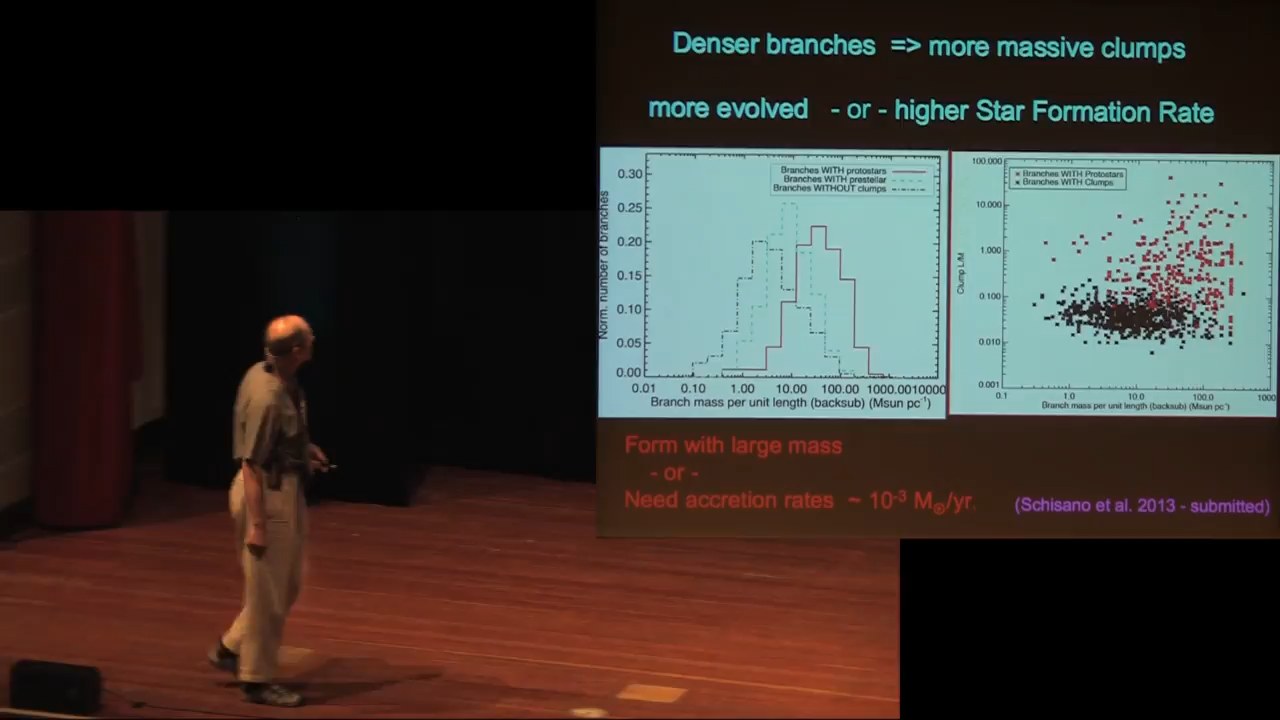 Denser branches => more massive clumps
more evolved - or - higher Star Formation Rate
Branches WITH protostars
Branches WITH prestellar
Branches WITHOUT clumps
0.30
0.25
0.20
0.15
0.10
0.05
0.00
Norm. number of branches
0.01 0.10 1.00 10.00 100.00 1000.0010000
Branch mass per unit length (backsub) (Msun pc⁻¹)
Branches WITH Protostars
Branches WITH Clumps
100.000
10.000
1.000
0.100
0.010
0.001
Clump L/M
0.1 1.0 10.0 100.0 1000
Branch mass per unit length (backsub) (Msun pc⁻¹)
Form with large mass
- or -
Need accretion rates ~ 10⁻³ M⊙/yr.
(Schisano et al. 2013 - submitted)